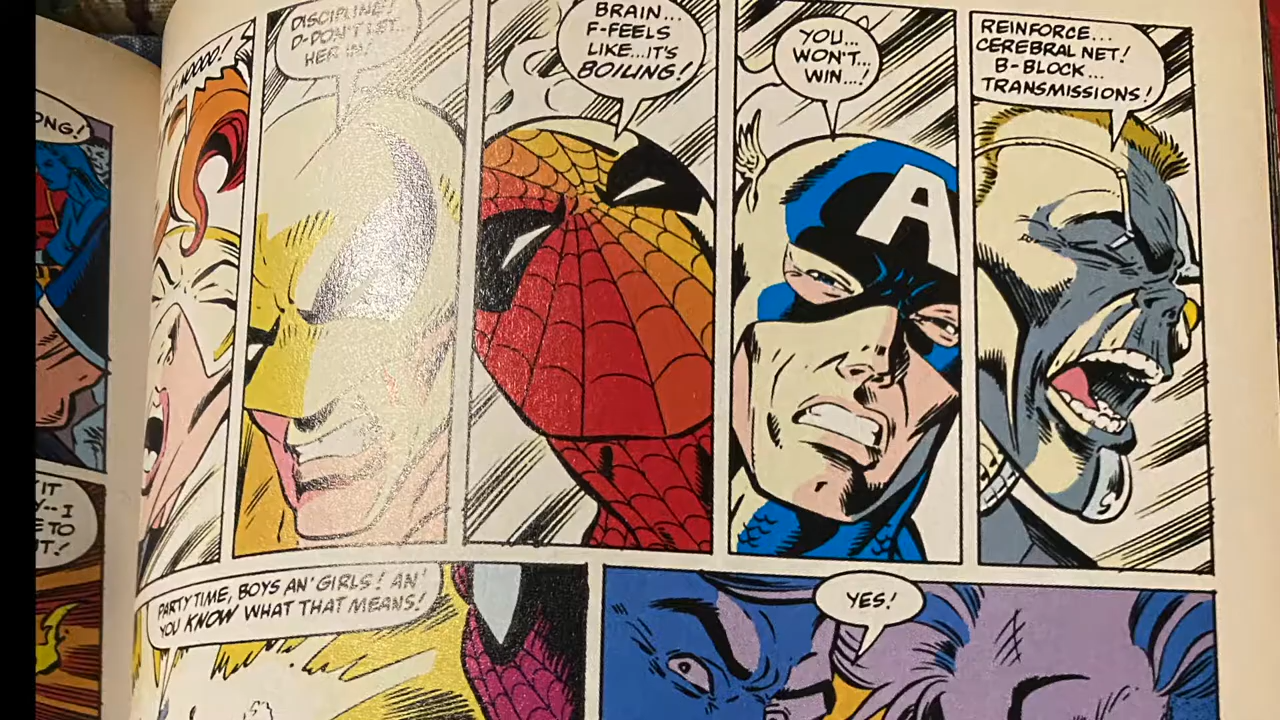 ONG!
IT
Y--I
E TO
T!
NOOOO!
DISCIPLINE!
D-DON'T LET...
HER IN!
BRAIN...
F-FEELS
LIKE...IT'S
BOILING!
YOU...
WON'T...
WIN...!
REINFORCE...
CEREBRAL NET!
B-BLOCK...
TRANSMISSIONS!
A
PARTY TIME, BOYS AN' GIRLS! AN'
YOU KNOW WHAT THAT MEANS!
YES!